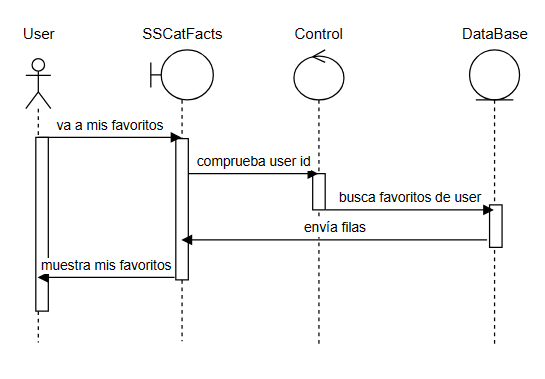 User
SSCatFacts
Control
DataBase
va a mis favoritos
comprueba user id
busca favoritos de user
envía filas
muestra mis favoritos